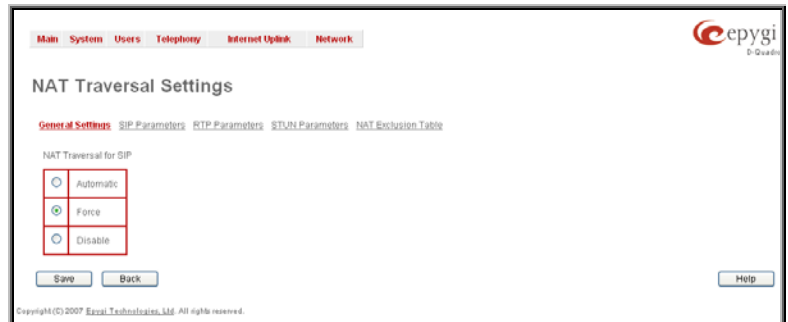 Main System Users Telephony Internet Uplink Network
epygi
D-Quadro
NAT Traversal Settings
General Settings SIP Parameters RTP Parameters STUN Parameters NAT Exclusion Table
NAT Traversal for SIP
Automatic
Force
Disable
Save Back Help
Copyright (C) 2007 Epygi Technologies, Ltd. All rights reserved.